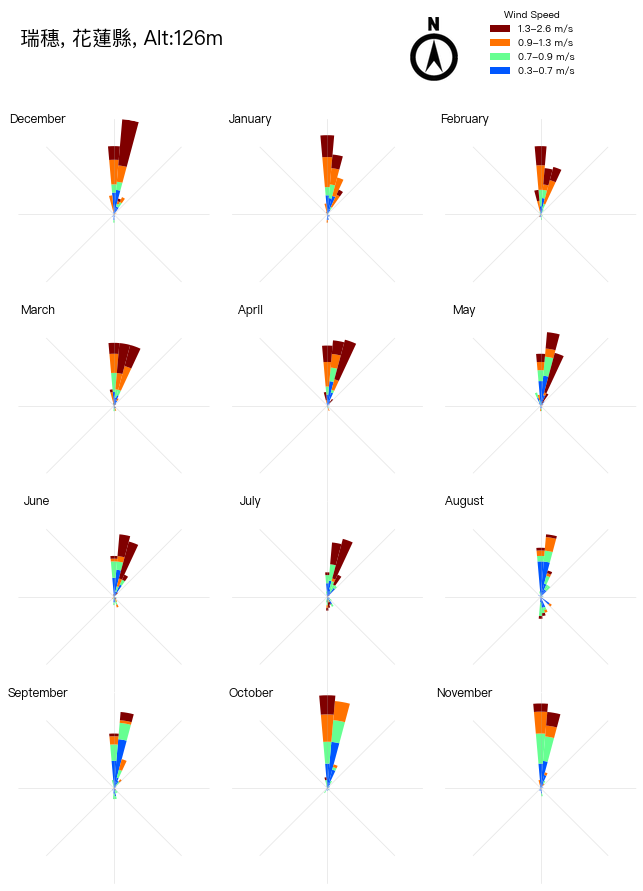 瑞穗, 花蓮縣, Alt:126m
N
Wind Speed
1.3–2.6 m/s
0.9–1.3 m/s
0.7–0.9 m/s
0.3–0.7 m/s
December
January
February
March
April
May
June
July
August
September
October
November